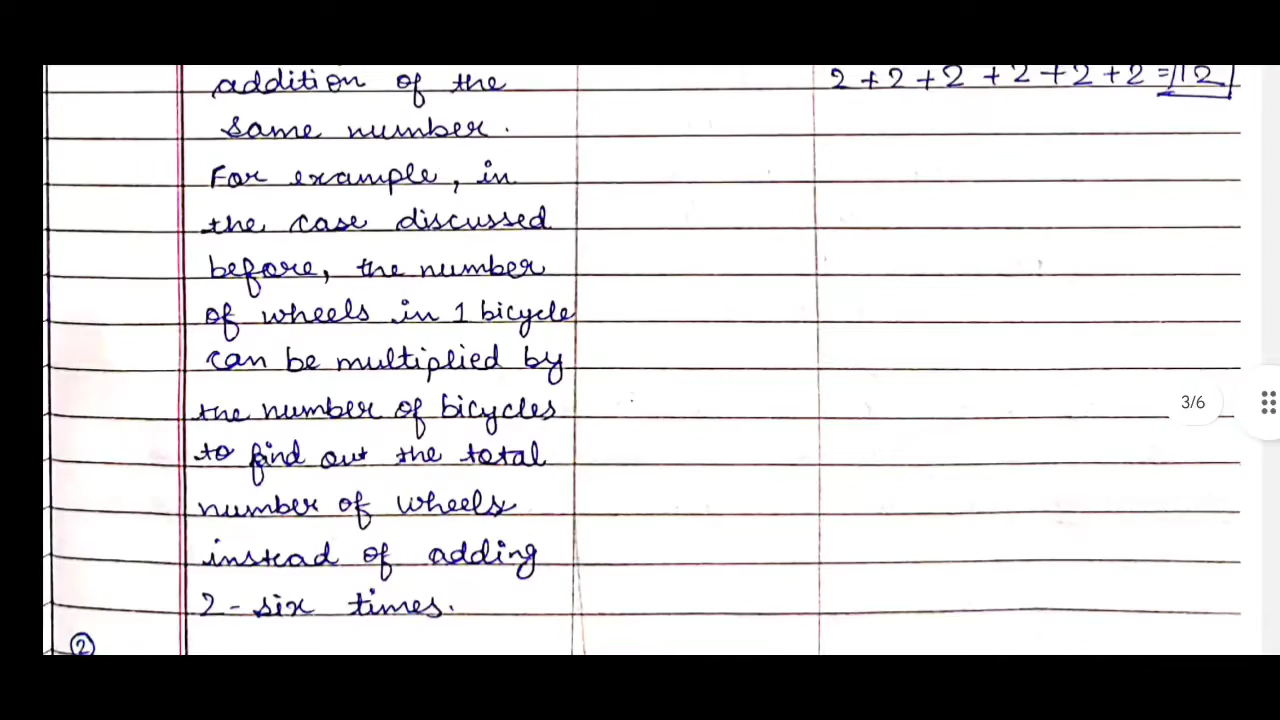 addition of the
2 + 2 + 2 + 2 + 2 + 2 = 12
same number.
For example, in
the case discussed
before, the number
of wheels in 1 bicycle
can be multiplied by
the number of bicycles
to find out the total
number of wheels
instead of adding
2 - six times.
3/6
②